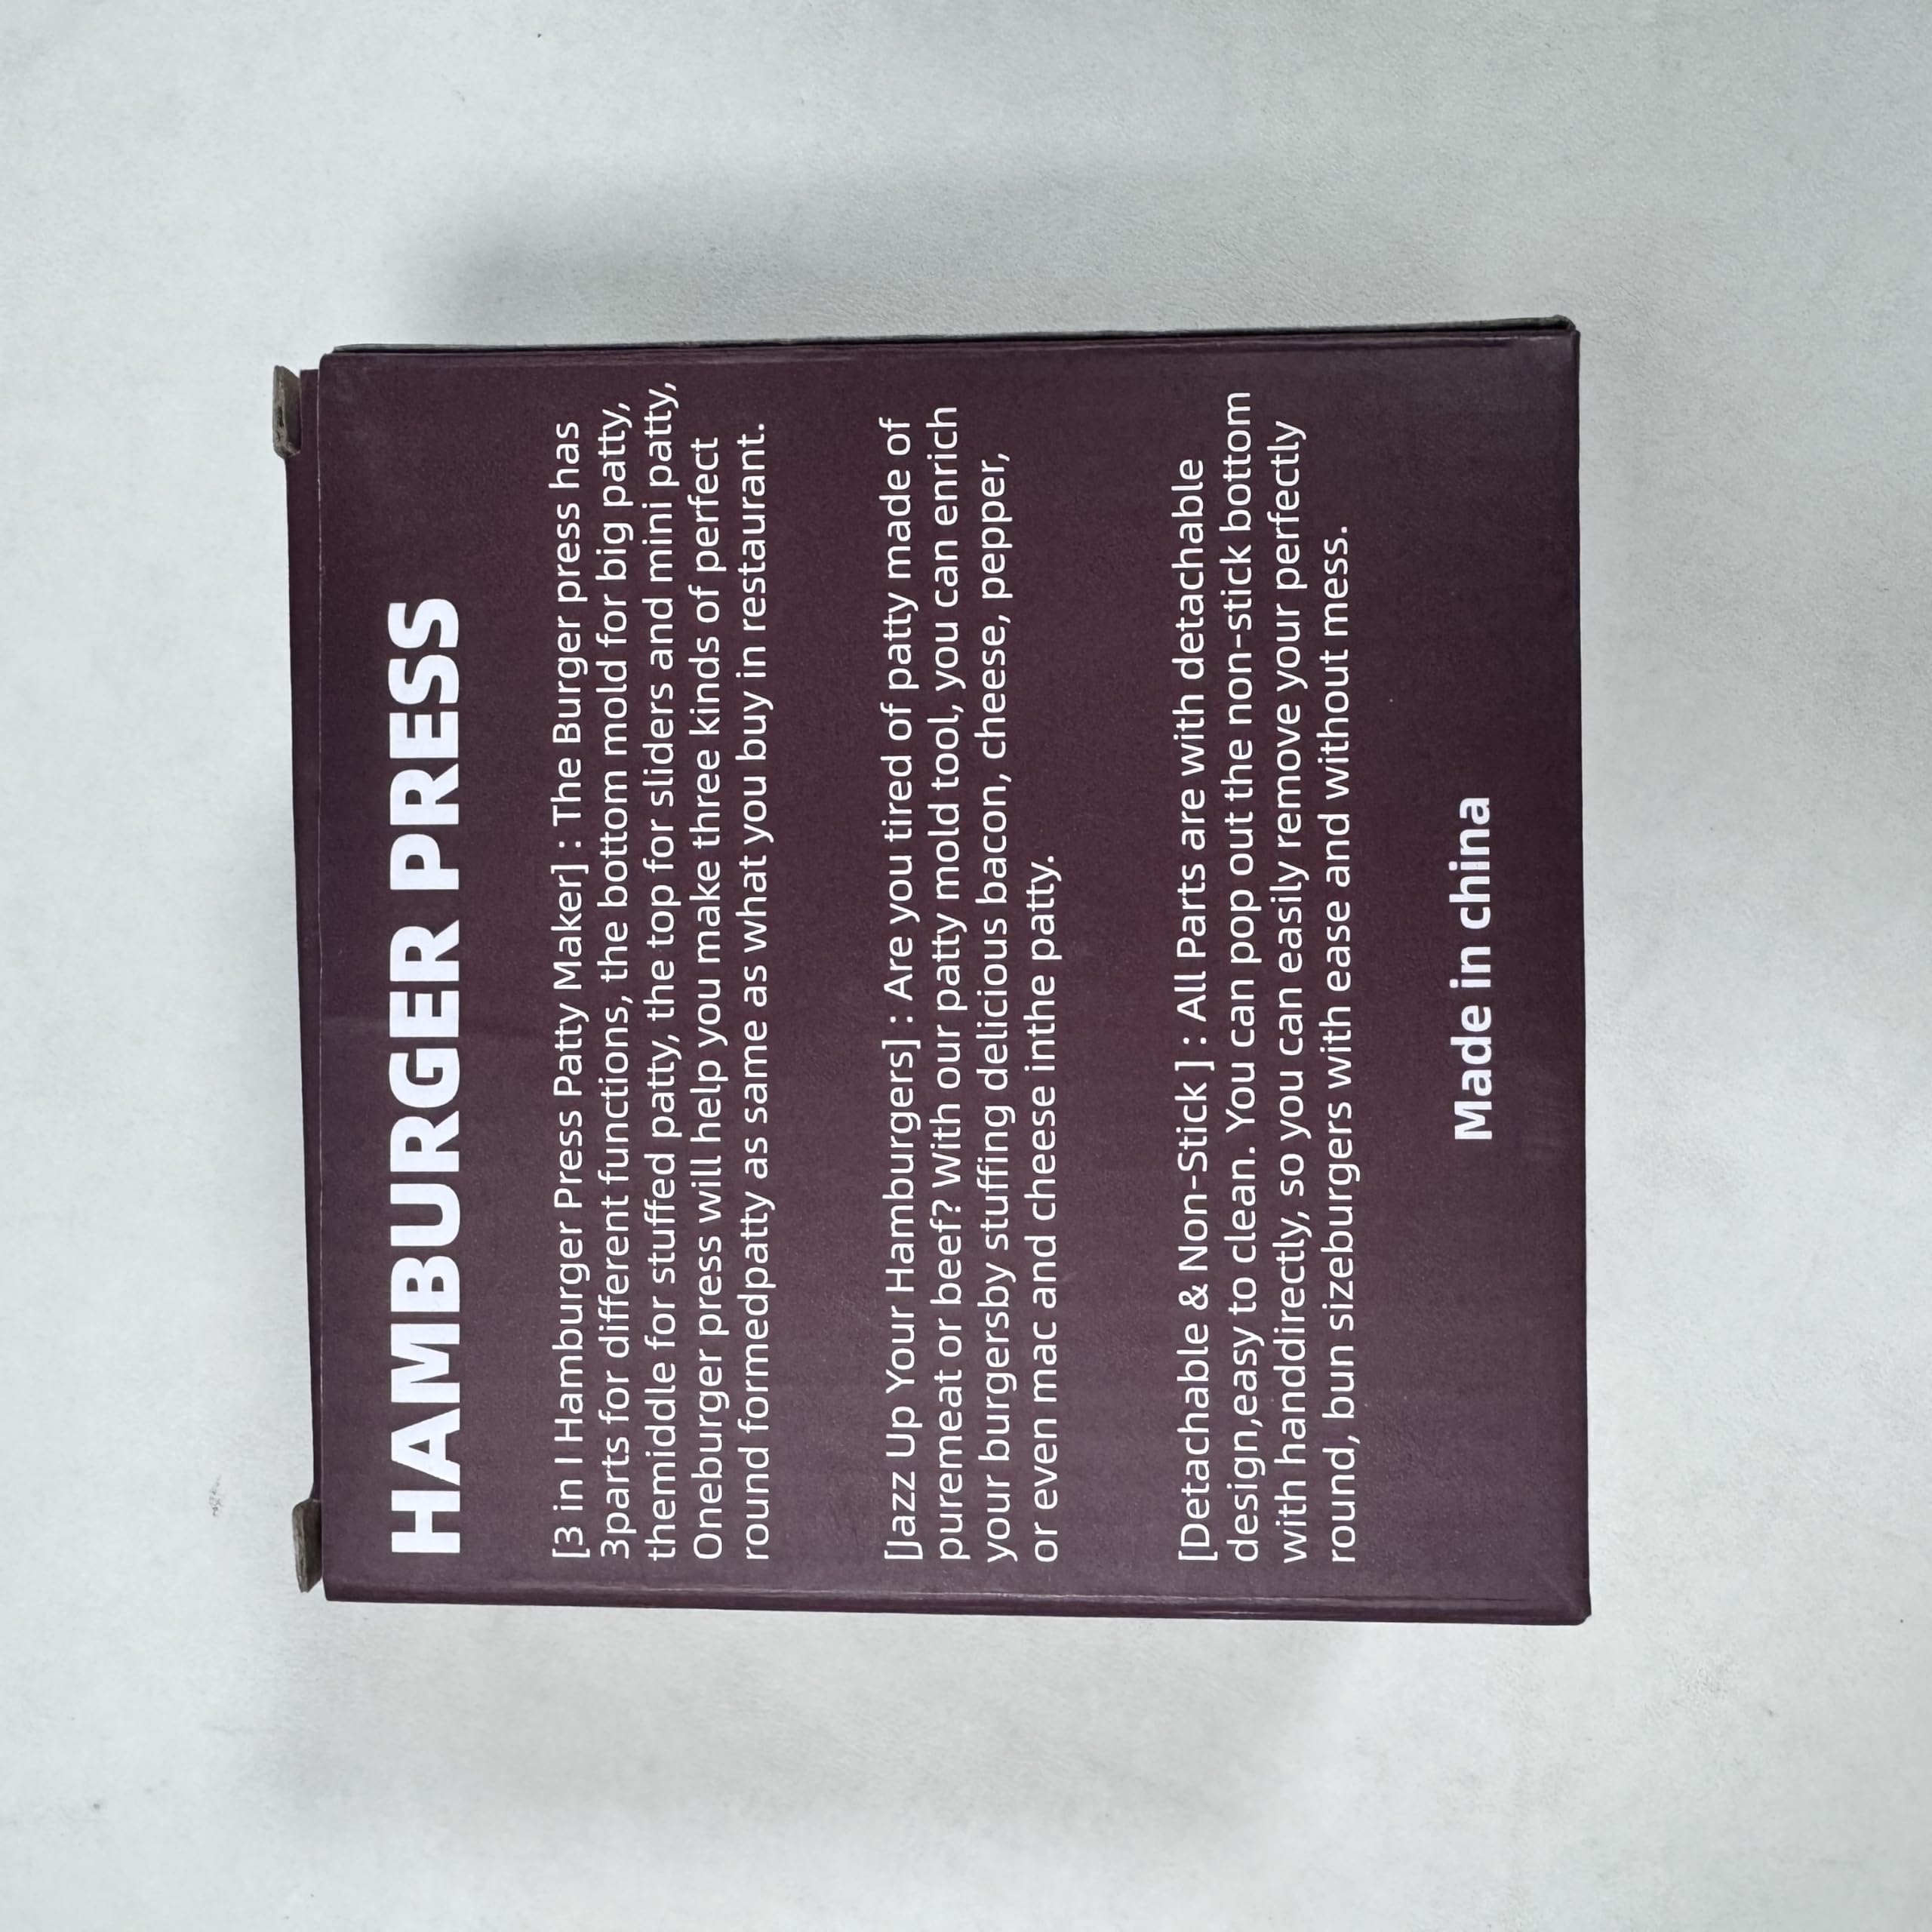 HAMBURGER PRESS
[3 in I Hamburger Press Patty Maker] : The Burger press has
3parts for different functions, the bottom mold for big patty,
themiddle for stuffed patty, the top for sliders and mini patty,
Oneburger press will help you make three kinds of perfect
round formedpatty as same as what you buy in restaurant.
[Jazz Up Your Hamburgers] : Are you tired of patty made of
puremeat or beef? With our patty mold tool, you can enrich
your burgersby stuffing delicious bacon, cheese, pepper,
or even mac and cheese inthe patty.
[Detachable & Non-Stick ] : All Parts are with detachable
design,easy to clean. You can pop out the non-stick bottom
with handdirectly, so you can easily remove your perfectly
round, bun sizeburgers with ease and without mess.
Made in china